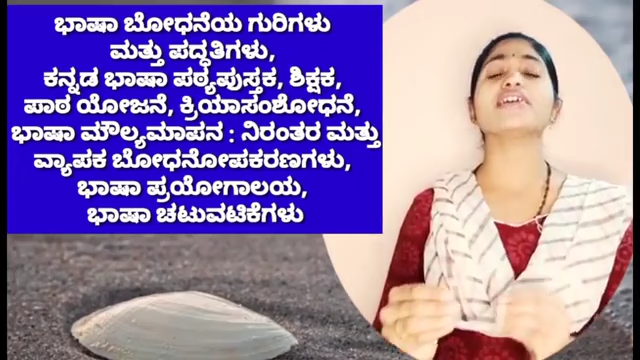 ಭಾಷಾ ಬೋಧನೆಯ ಗುರಿಗಳು
ಮತ್ತು ಪದ್ಧತಿಗಳು,
ಕನ್ನಡ ಭಾಷಾ ಪಠ್ಯಪುಸ್ತಕ, ಶಿಕ್ಷಕ,
ಪಾಠ ಯೋಜನೆ, ಕ್ರಿಯಾಸಂಶೋಧನೆ,
ಭಾಷಾ ಮೌಲ್ಯಮಾಪನ : ನಿರಂತರ ಮತ್ತು
ವ್ಯಾಪಕ ಬೋಧನೋಪಕರಣಗಳು,
ಭಾಷಾ ಪ್ರಯೋಗಾಲಯ,
ಭಾಷಾ ಚಟುವಟಿಕೆಗಳು